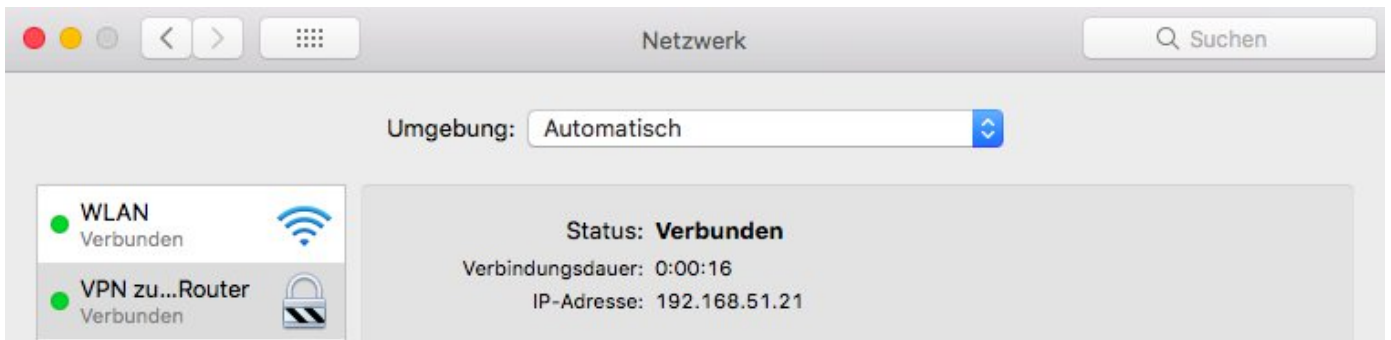 Netzwerk
Suchen
Umgebung: Automatisch
WLAN
Verbunden
VPN zu...Router
Verbunden
Status: Verbunden
Verbindungsdauer: 0:00:16
IP-Adresse: 192.168.51.21